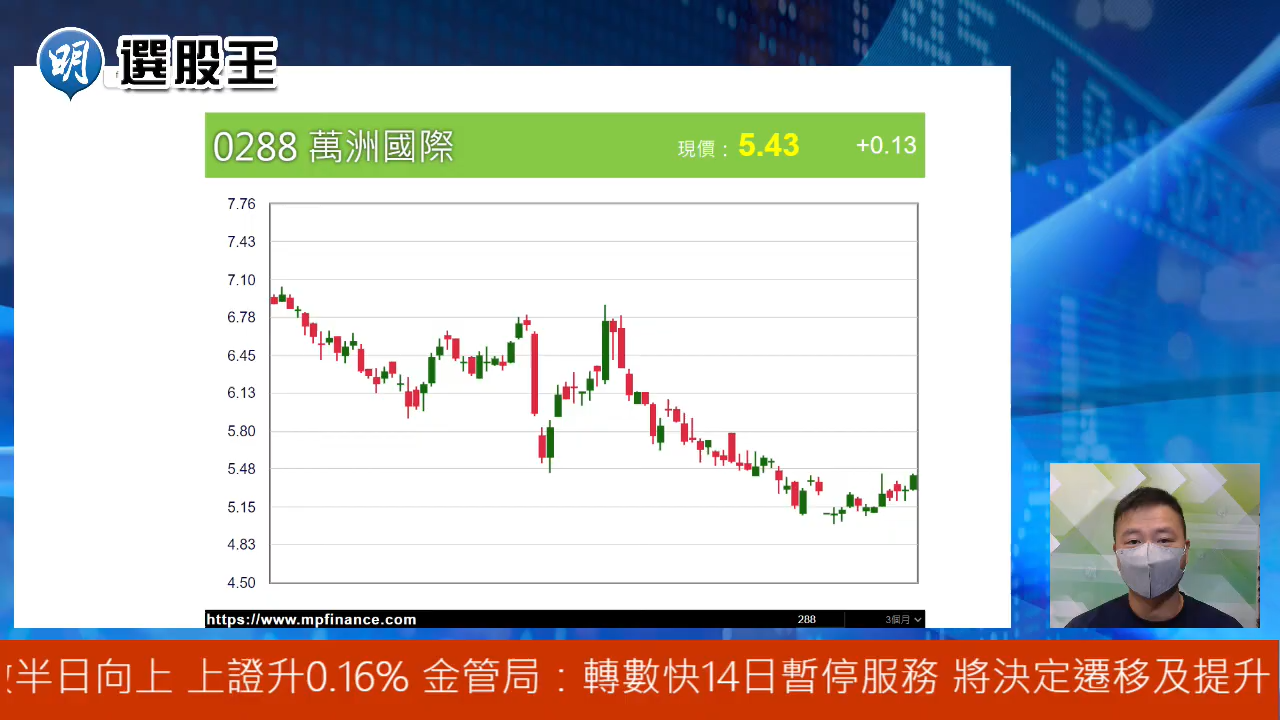 明 選股王
0288 萬洲國際 現價： 5.43 +0.13
7.76
7.43
7.10
6.78
6.45
6.13
5.80
5.48
5.15
4.83
4.50
https://www.mpfinance.com 288 3個月
半日向上 上證升0.16% 金管局：轉數快14日暫停服務 將決定遷移及提升